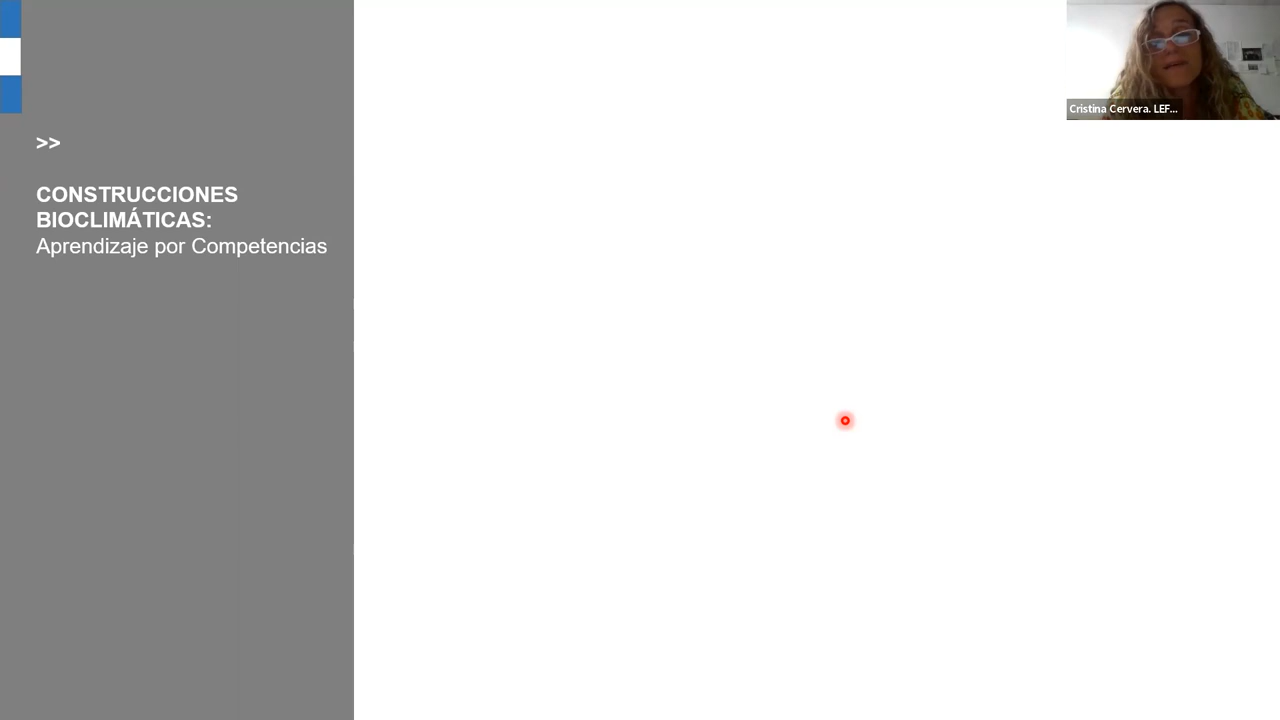 >>
CONSTRUCCIONES
BIOCLIMÁTICAS:
Aprendizaje por Competencias
Cristina Cervera. LEF...